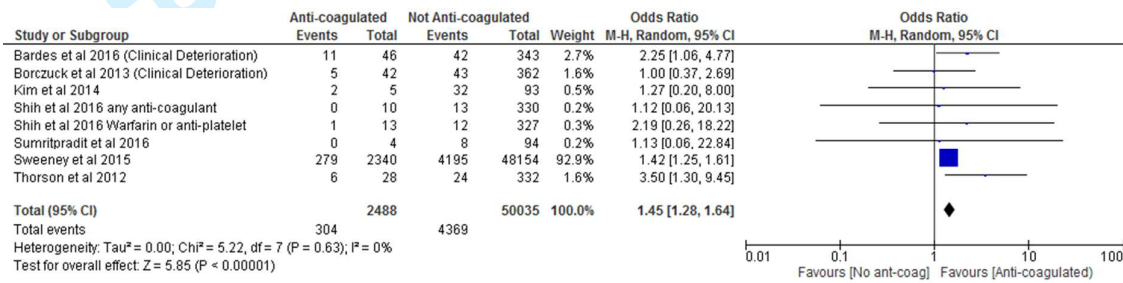 Anti-coagulated Not Anti-coagulated Odds Ratio Odds Ratio
Study or Subgroup Events Total Events Total Weight M-H, Random, 95% CI M-H, Random, 95% CI
Bardes et al 2016 (Clinical Deterioration) 11 46 42 343 2.7% 2.25 [1.06, 4.77]
Borczuck et al 2013 (Clinical Deterioration) 5 42 43 362 1.6% 1.00 [0.37, 2.69]
Kim et al 2014 2 5 32 93 0.4% 1.27 [0.20, 8.00]
Shih et al 2016 any anti-coagulant 0 10 13 330 0.2% 1.12 [0.06, 20.13]
Shih et al 2016 Warfarin or anti-platelet 1 13 12 327 0.3% 2.19 [0.26, 18.22]
Sumritpradit et al 2016 0 4 8 94 0.2% 1.13 [0.06, 22.84]
Sweeney et al 2015 279 2340 4195 48154 92.9% 1.42 [1.25, 1.61]
Thorson et al 2012 6 28 24 332 1.6% 3.50 [1.30, 9.45]
Total (95% CI) 2488 50035 100.0% 1.45 [1.28, 1.64]
Total events 304 4369
Heterogeneity: Tau² = 0.00; Chi² = 5.22, df = 7 (P = 0.63); I² = 0%
Test for overall effect: Z = 5.85 (P < 0.00001)
0.01 0.1 1 10 100
Favours [No ant-coag] Favours [Anti-coagulated)